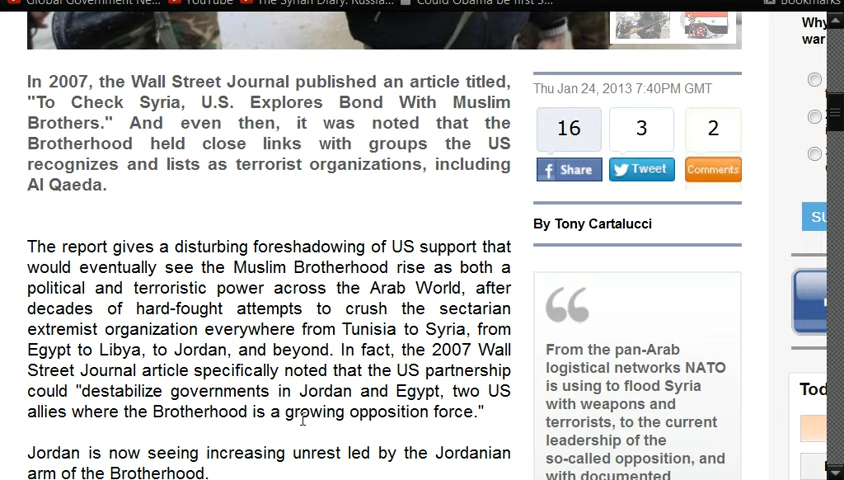 Global Government Ne...
YouTube
The Syrian Diary: Russia...
Could Obama be first S...
Bookmarks
In 2007, the Wall Street Journal published an article titled,
"To Check Syria, U.S. Explores Bond With Muslim
Brothers." And even then, it was noted that the
Brotherhood held close links with groups the US
recognizes and lists as terrorist organizations, including
Al Qaeda.
The report gives a disturbing foreshadowing of US support that
would eventually see the Muslim Brotherhood rise as both a
political and terroristic power across the Arab World, after
decades of hard-fought attempts to crush the sectarian
extremist organization everywhere from Tunisia to Syria, from
Egypt to Libya, to Jordan, and beyond. In fact, the 2007 Wall
Street Journal article specifically noted that the US partnership
could "destabilize governments in Jordan and Egypt, two US
allies where the Brotherhood is a growing opposition force."
Jordan is now seeing increasing unrest led by the Jordanian
arm of the Brotherhood.
Thu Jan 24, 2013 7:40PM GMT
16 3 2
f Share Tweet Comments
By Tony Cartalucci
From the pan-Arab
logistical networks NATO
is using to flood Syria
with weapons and
terrorists, to the current
leadership of the
so-called opposition, and
with documented
Why
war
SU
Tod